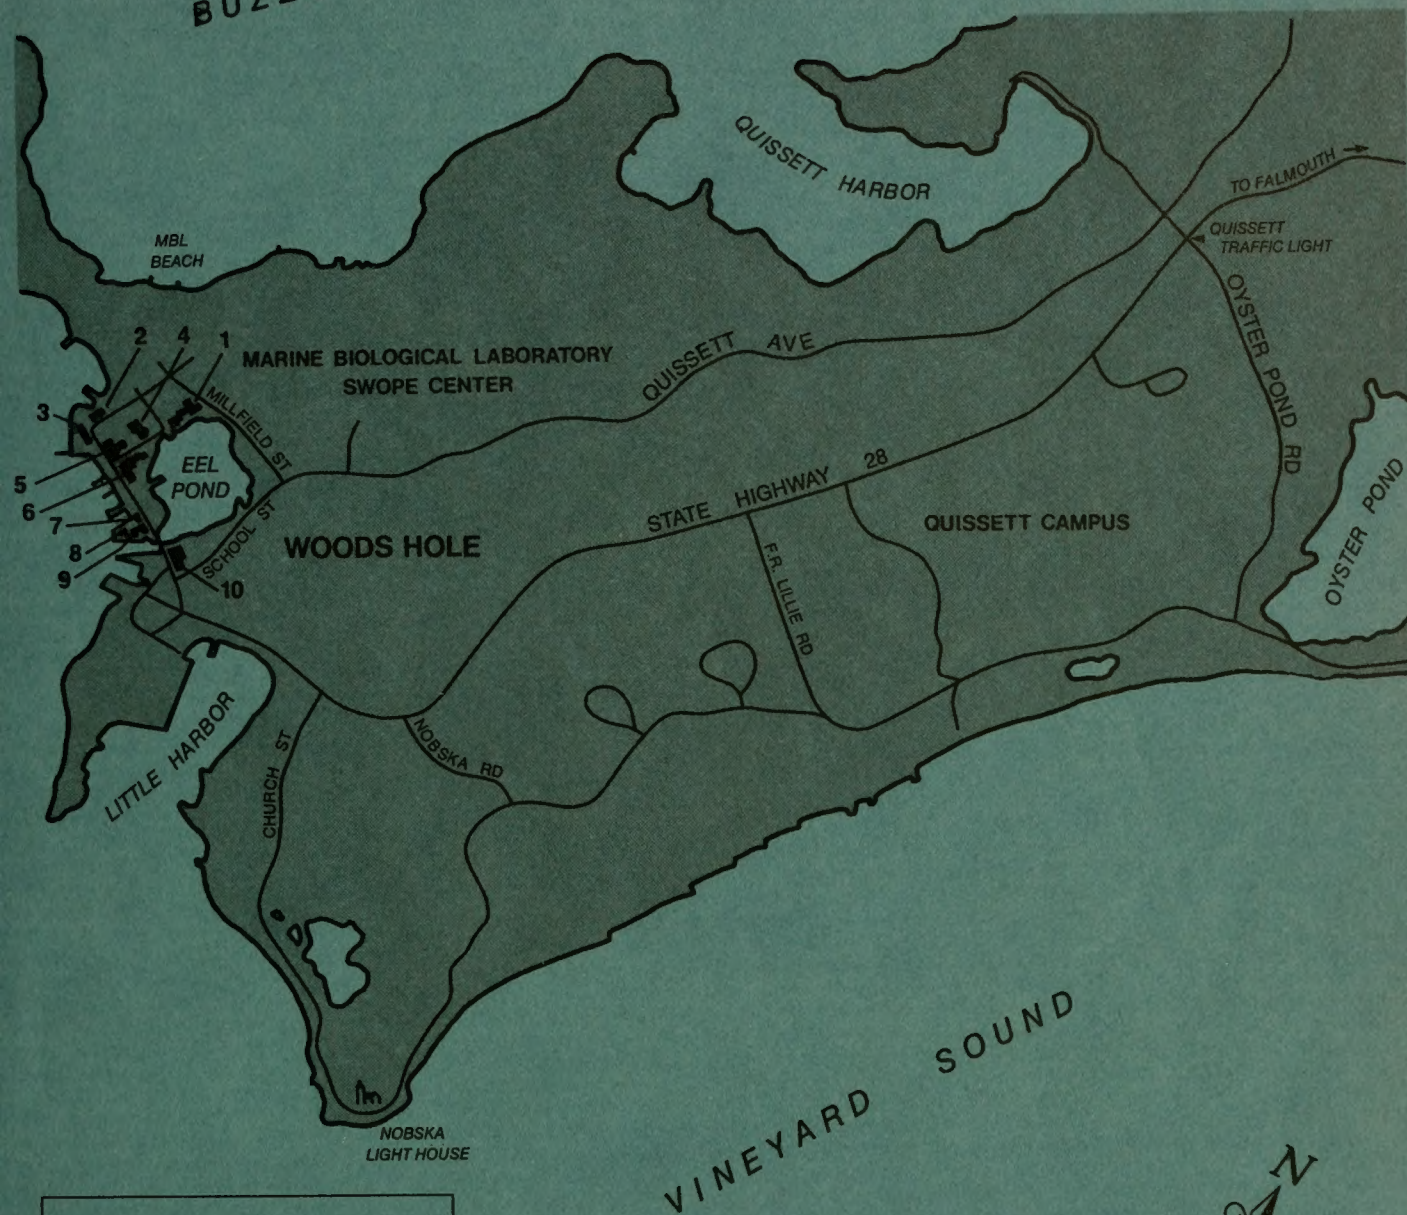 QUISSETT HARBOR
TO FALMOUTH
QUISSETT
TRAFFIC LIGHT
MBL
BEACH
OYSTER POND RD
2 4 1
MARINE BIOLOGICAL LABORATORY
SWOPE CENTER
QUISSETT AVE
3
MILLFIELD ST
EEL
POND
5
6
7
8
9
10
SCHOOL ST
WOODS HOLE
STATE HIGHWAY 28
QUISSETT CAMPUS
OYSTER POND
F.R. LILLIE RD
LITTLE HARBOR
CHURCH ST
NOBSKA RD
NOBSKA
LIGHT HOUSE
VINEYARD SOUND
N